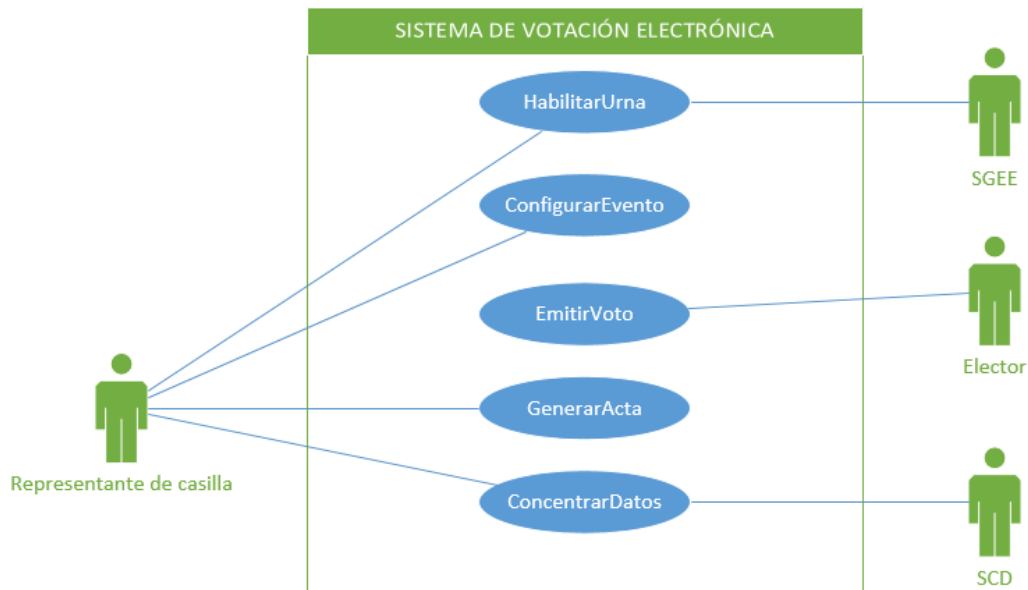 SISTEMA DE VOTACIÓN ELECTRÓNICA
HabilitarUrna
SGEE
ConfigurarEvento
EmitirVoto
Elector
GenerarActa
Representante de casilla
ConcentrarDatos
SCD